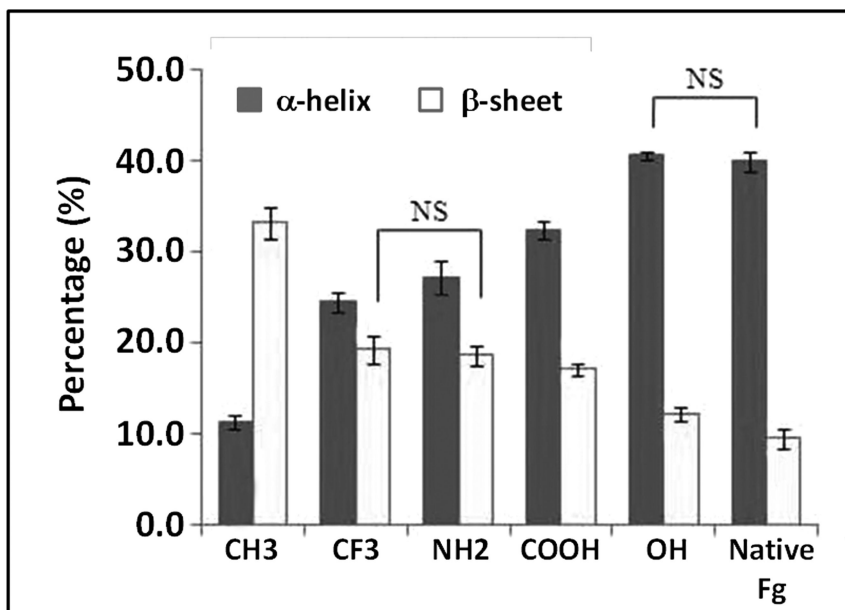 50.0
α-helix β-sheet
NS
40.0
NS
30.0
20.0
10.0
0.0
Percentage (%)
CH3 CF3 NH2 COOH OH Native
Fg